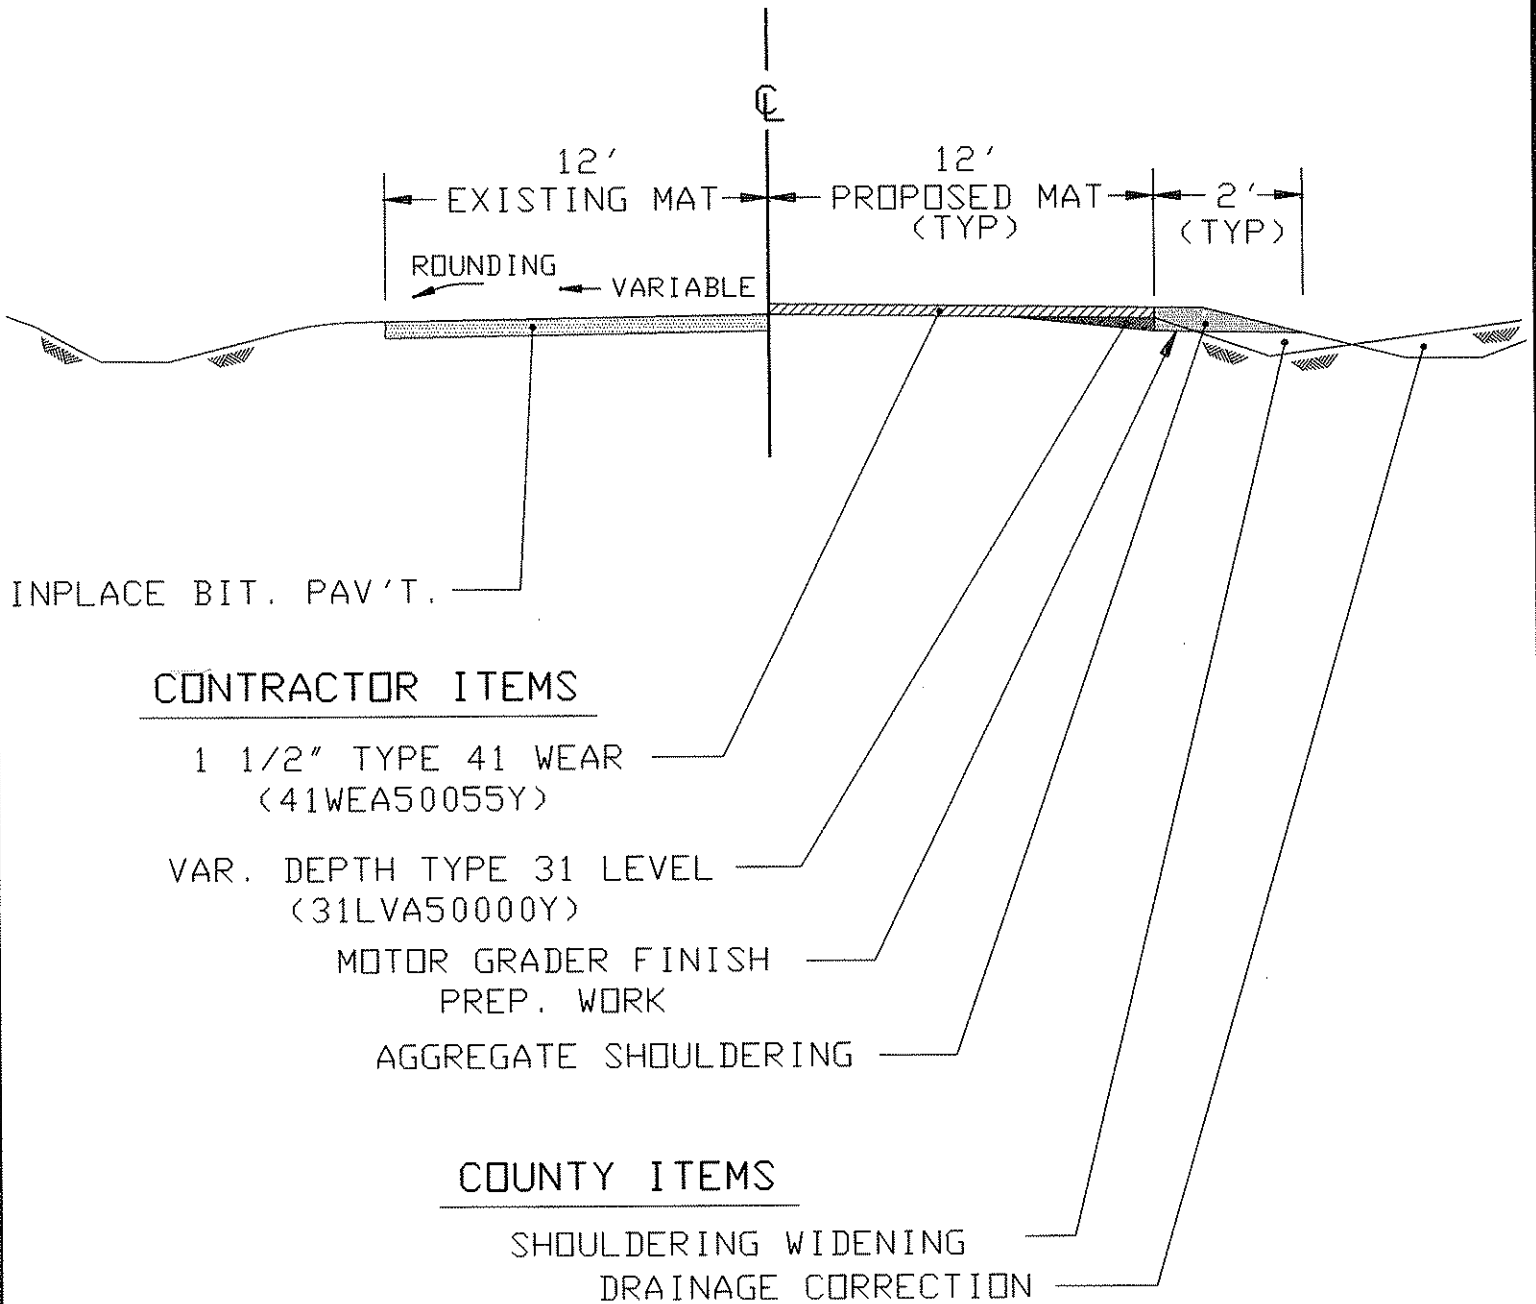 ℄
12'
EXISTING MAT
12'
PROPOSED MAT
(TYP)
2'
(TYP)
ROUNDING
VARIABLE
INPLACE BIT. PAV'T.
CONTRACTOR ITEMS
1 1/2" TYPE 41 WEAR
(41WEA50055Y)
VAR. DEPTH TYPE 31 LEVEL
(31LVA50000Y)
MOTOR GRADER FINISH
PREP. WORK
AGGREGATE SHOULDERING
COUNTY ITEMS
SHOULDERING WIDENING
DRAINAGE CORRECTION